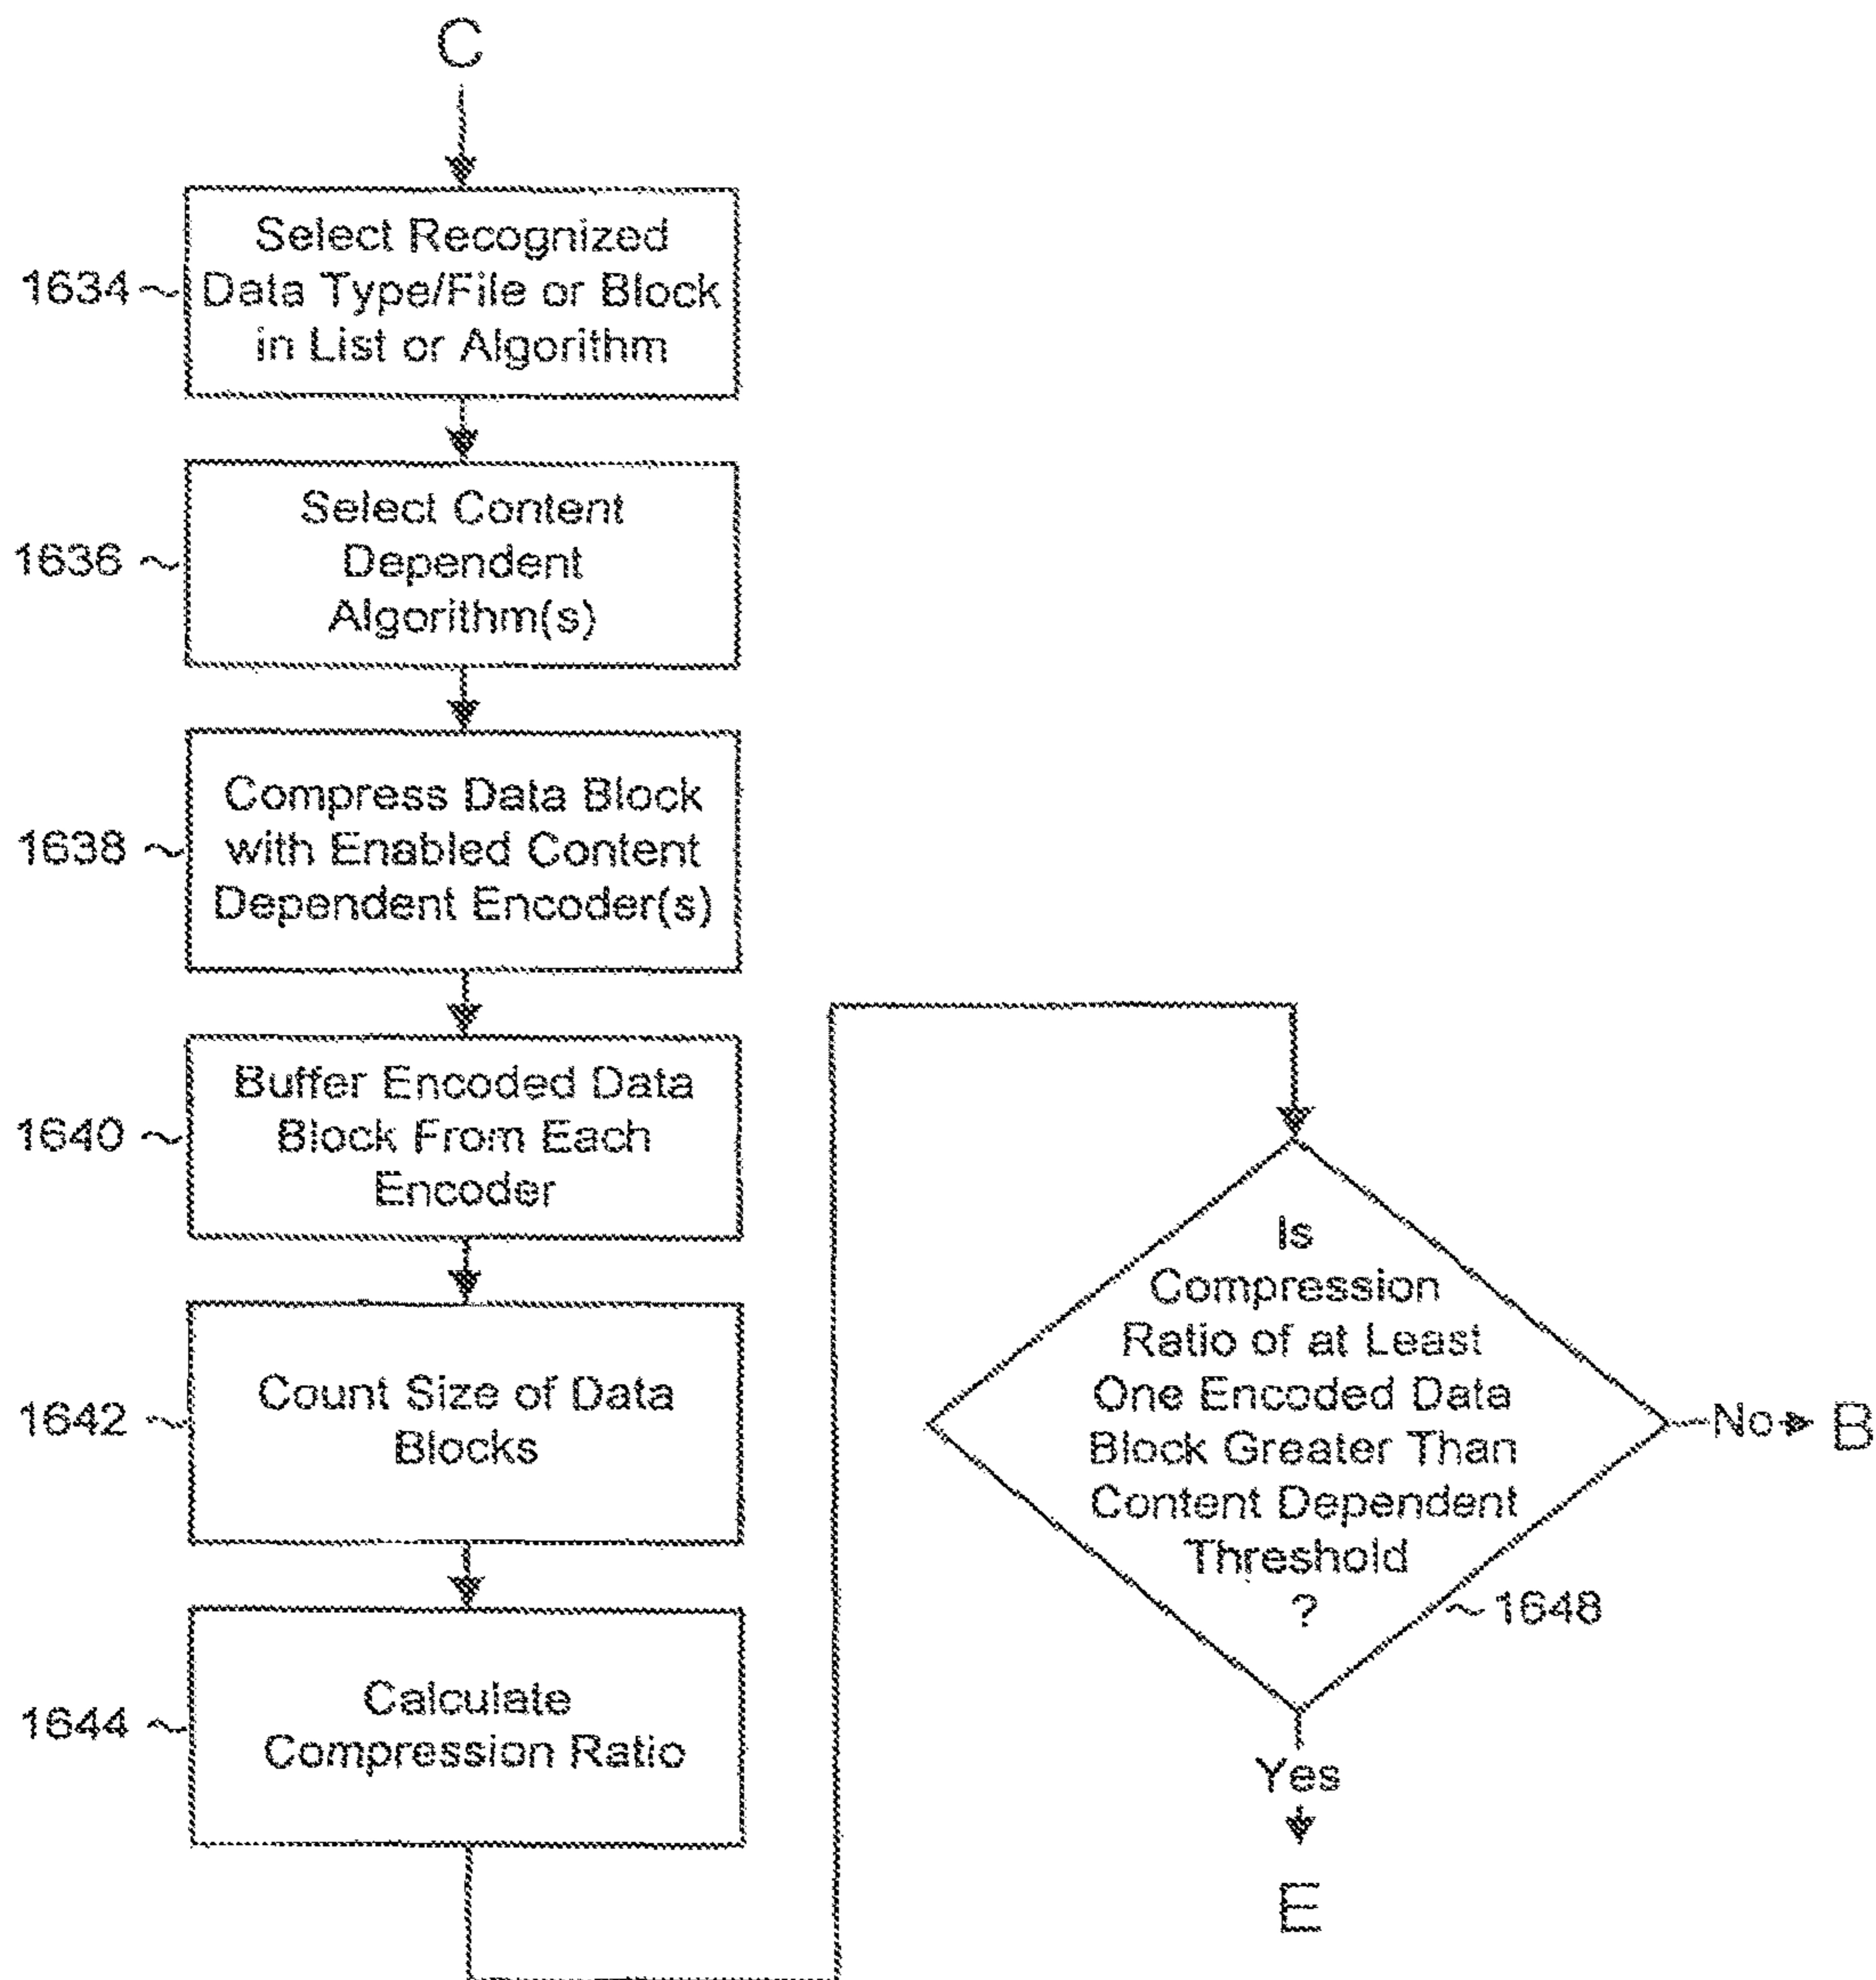 C
1634
Select Recognized
Data Type/File or Block
in List or Algorithm
1636
Select Content
Dependent
Algorithm(s)
1638
Compress Data Block
with Enabled Content
Dependent Encoder(s)
1640
Buffer Encoded Data
Block From Each
Encoder
1642
Count Size of Data
Blocks
1644
Calculate
Compression Ratio
Is
Compression
Ratio of at Least
One Encoded Data
Block Greater Than
Content Dependent
Threshold
?
1648
No
B
Yes
E